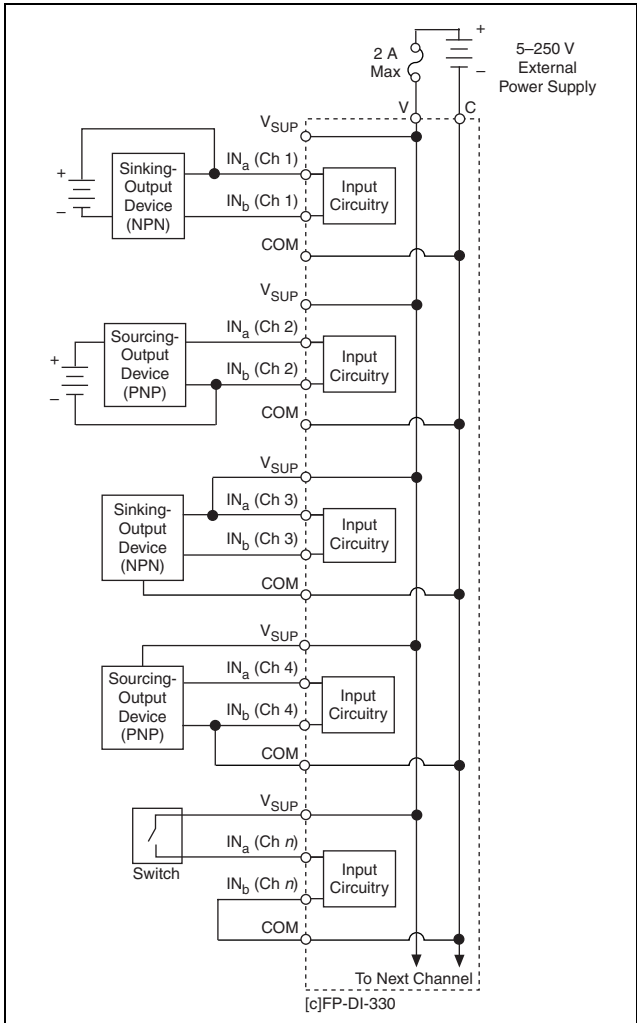 +
2 A
Max
5–250 V
External
Power Supply
–
V
C
V_SUP
IN_a (Ch 1)
+
Sinking-
Output
Device
(NPN)
Input
Circuitry
–
IN_b (Ch 1)
COM
V_SUP
IN_a (Ch 2)
+
Sourcing-
Output
Device
(PNP)
Input
Circuitry
–
IN_b (Ch 2)
COM
V_SUP
IN_a (Ch 3)
Sinking-
Output
Device
(NPN)
Input
Circuitry
IN_b (Ch 3)
COM
V_SUP
IN_a (Ch 4)
Sourcing-
Output
Device
(PNP)
Input
Circuitry
IN_b (Ch 4)
COM
V_SUP
IN_a (Ch n)
Switch
Input
Circuitry
IN_b (Ch n)
COM
To Next Channel
[c]FP-DI-330